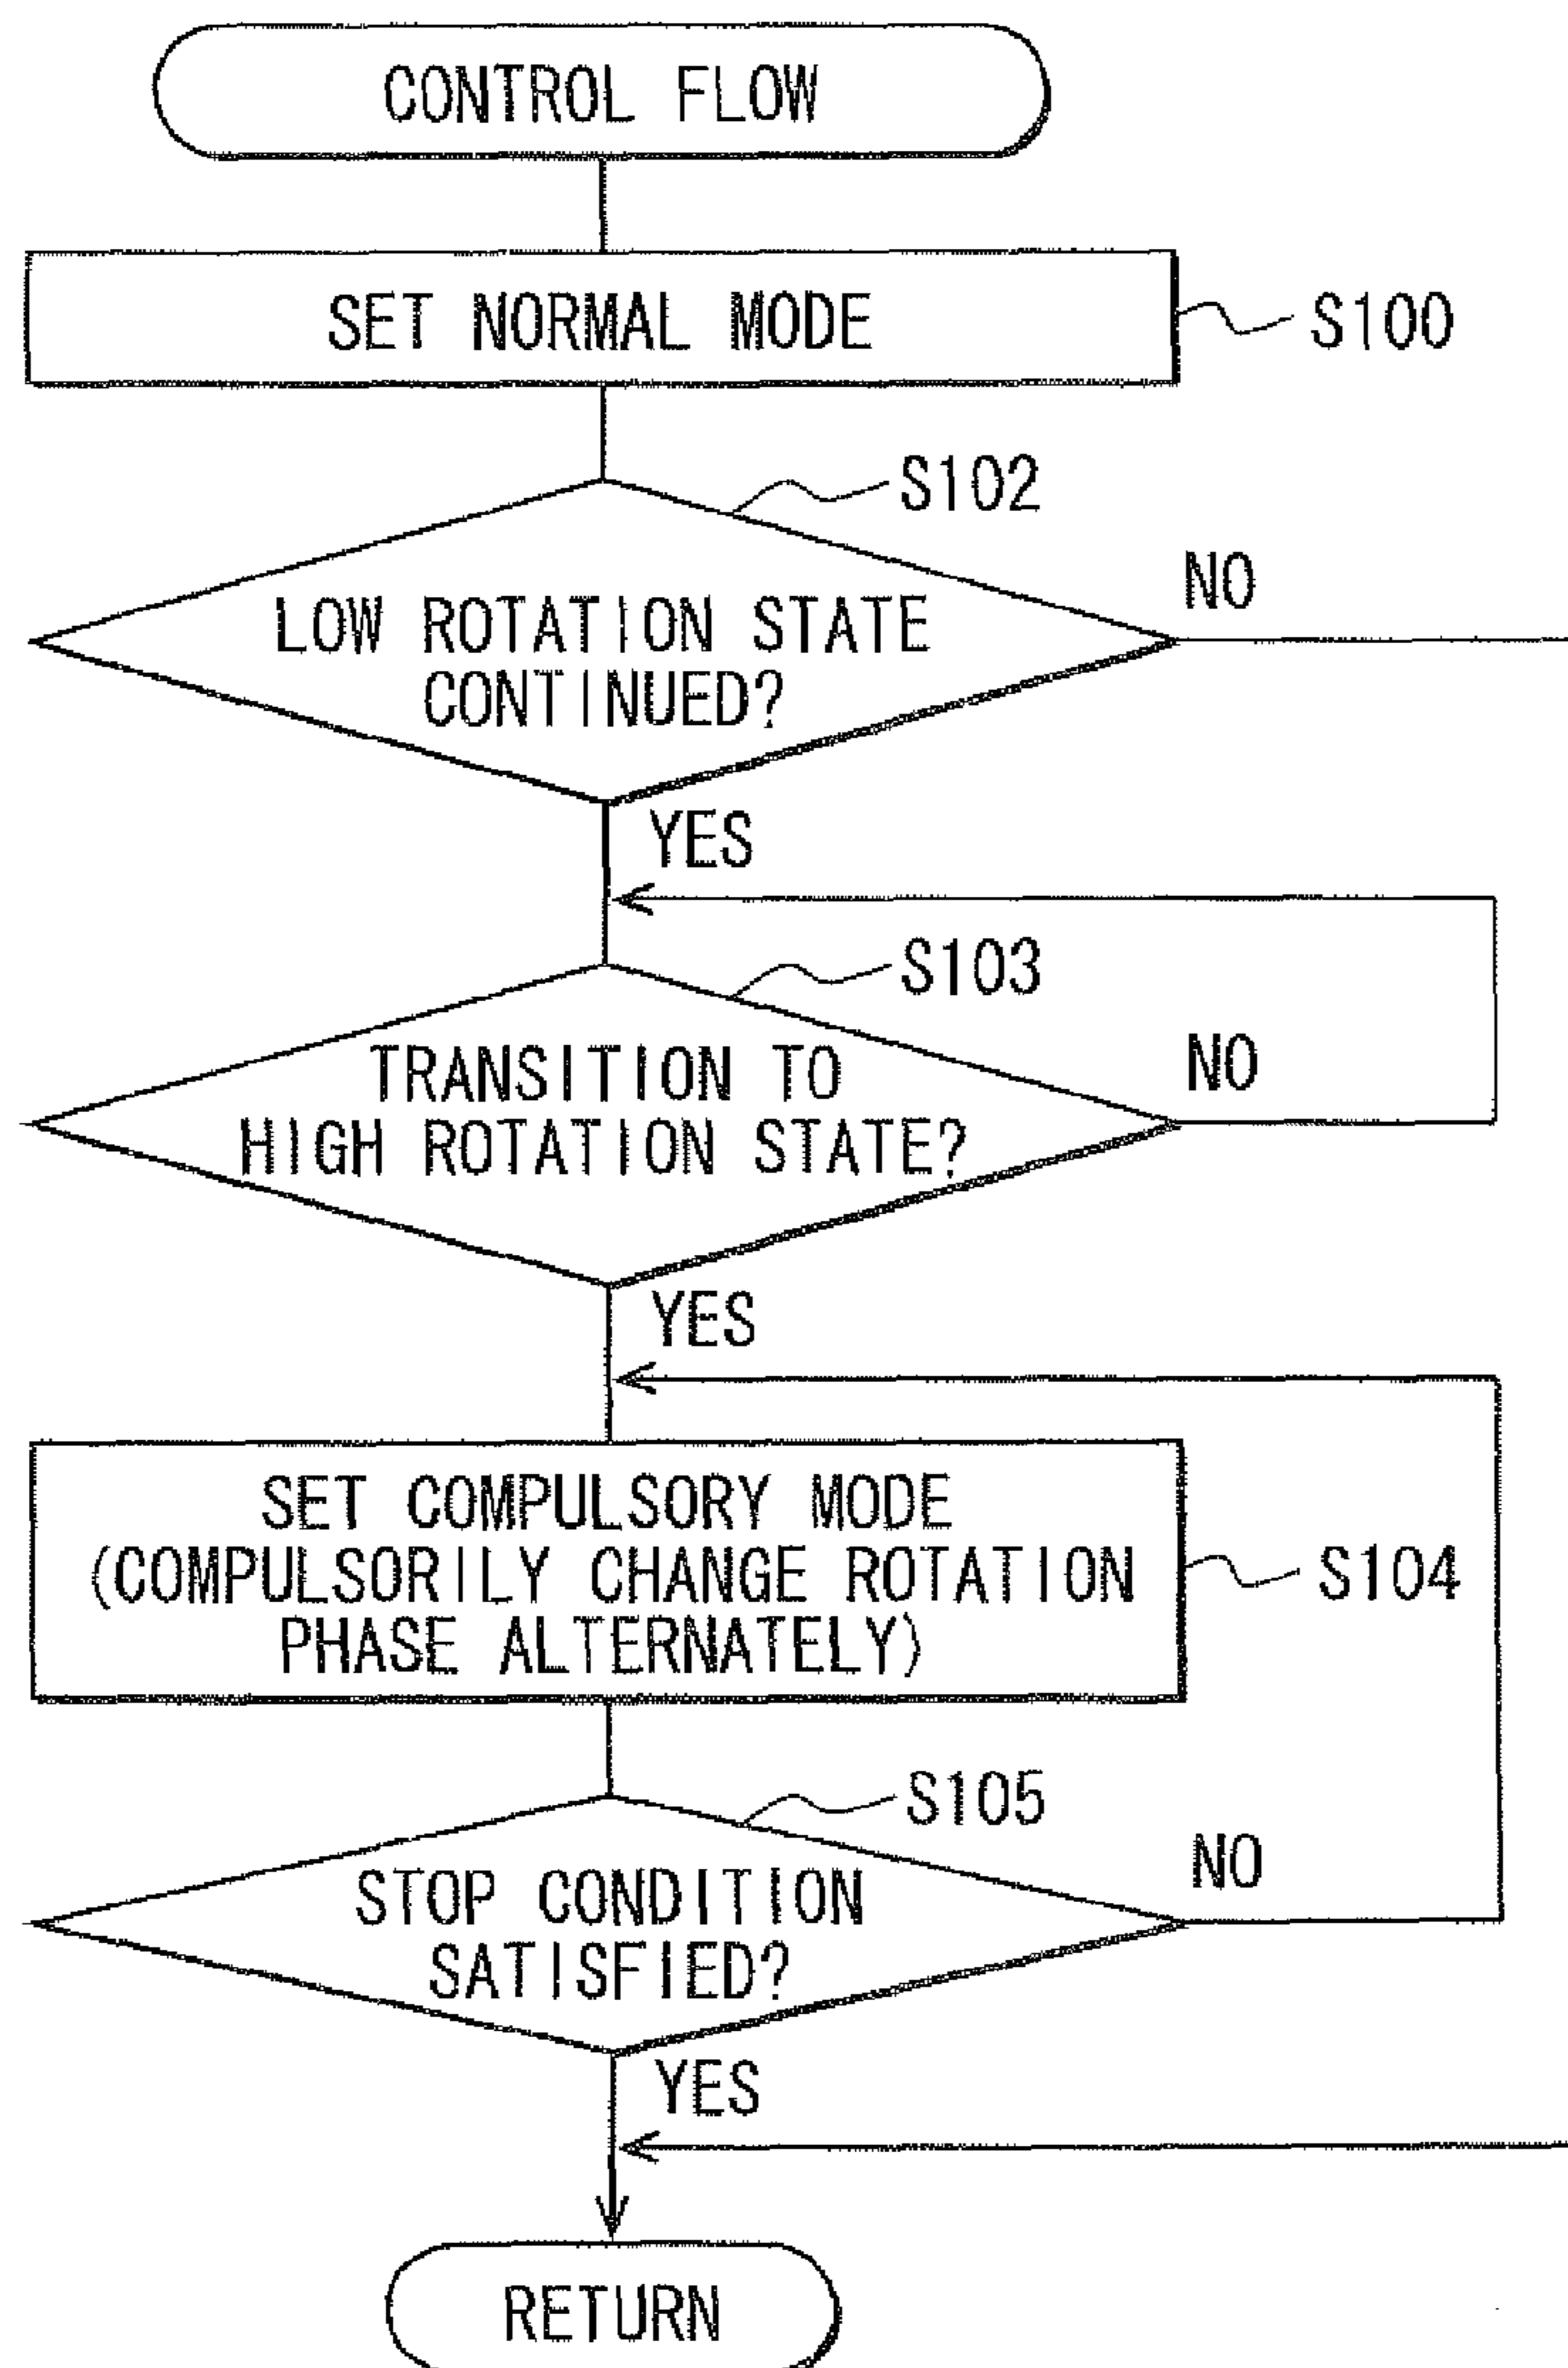 CONTROL FLOW
SET NORMAL MODE
S100
S102
NO
LOW ROTATION STATE
CONTINUED?
YES
S103
NO
TRANSITION TO
HIGH ROTATION STATE?
YES
SET COMPULSORY MODE
(COMPULSORILY CHANGE ROTATION
PHASE ALTERNATELY)
S104
S105
NO
STOP CONDITION
SATISFIED?
YES
RETURN